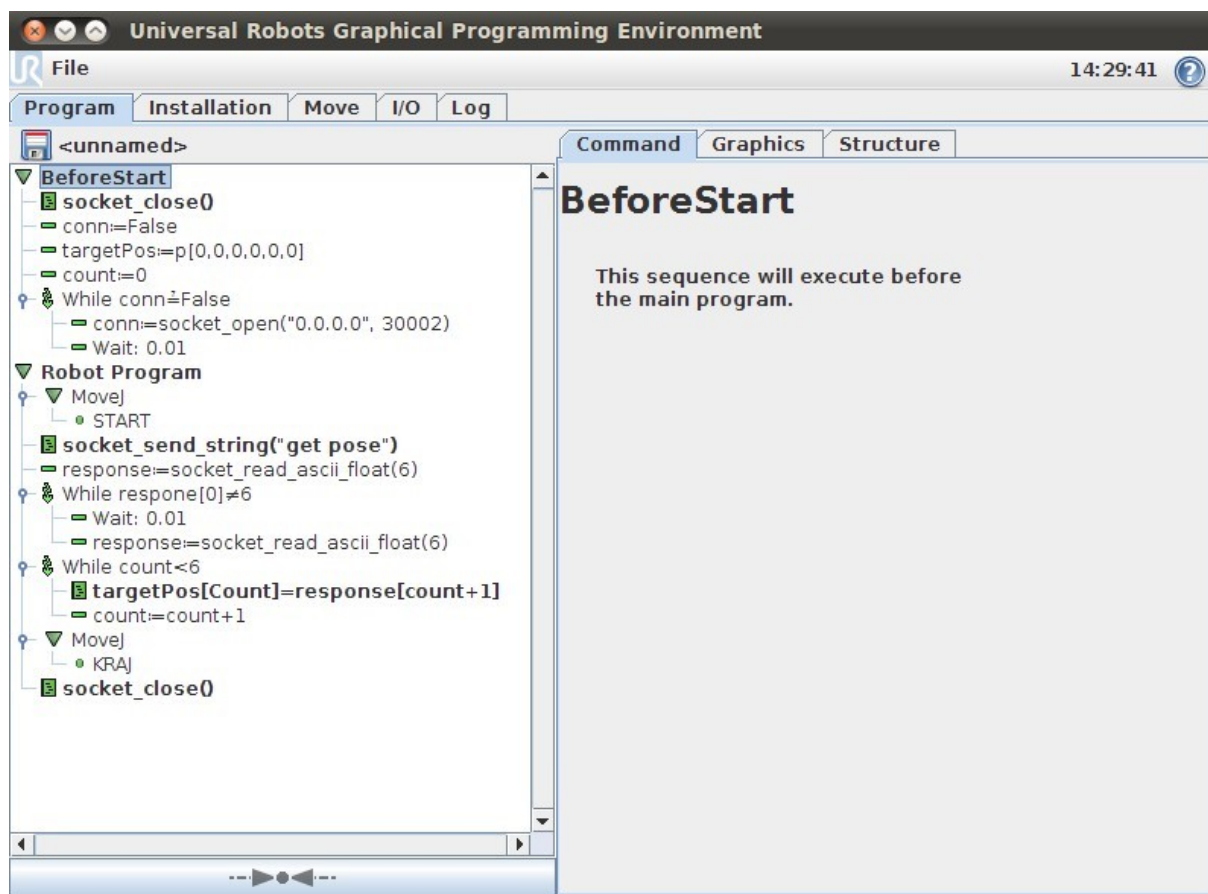 Universal Robots Graphical Programming Environment
File
14:29:41
Program Installation Move I/O Log
<unnamed>
Command Graphics Structure
BeforeStart
socket_close()
conn:=False
targetPos:=p[0,0,0,0,0,0]
count:=0
While conn≟False
conn:=socket_open("0.0.0.0", 30002)
Wait: 0.01
Robot Program
MoveJ
START
socket_send_string("get pose")
response:=socket_read_ascii_float(6)
While respone[0]≠6
Wait: 0.01
response:=socket_read_ascii_float(6)
While count<6
targetPos[Count]=response[count+1]
count:=count+1
MoveJ
KRAJ
socket_close()
BeforeStart
This sequence will execute before
the main program.